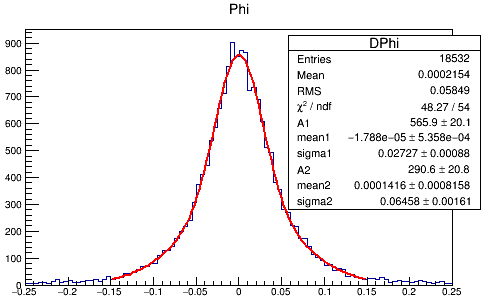 Phi
DPhi
Entries 18532
Mean 0.0002154
RMS 0.05849
χ² / ndf 48.27 / 54
A1 565.9 ± 20.1
mean1 −1.788e−05 ± 5.358e−04
sigma1 0.02727 ± 0.00088
A2 290.6 ± 20.8
mean2 0.0001416 ± 0.0008158
sigma2 0.06458 ± 0.00161
900
800
700
600
500
400
300
200
100
0
−0.25 −0.2 −0.15 −0.1 −0.05 0 0.05 0.1 0.15 0.2 0.25